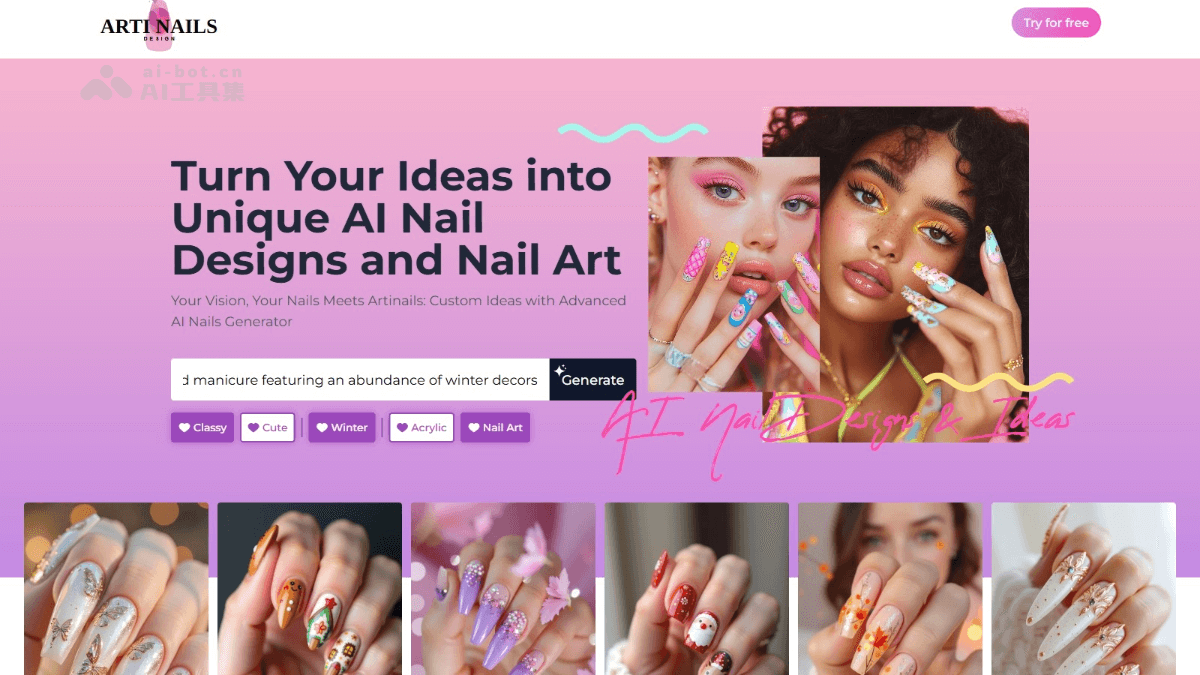 ARTI NAILS
DESIGN
Try for free
ai-bot.cn
AI工具集
Turn Your Ideas into
Unique AI Nail
Designs and Nail Art
Your Vision, Your Nails Meets Artinails: Custom Ideas with Advanced
AI Nails Generator
d manicure featuring an abundance of winter decors
Generate
Classy
Cute
Winter
Acrylic
Nail Art
AI Nail Designs & Ideas